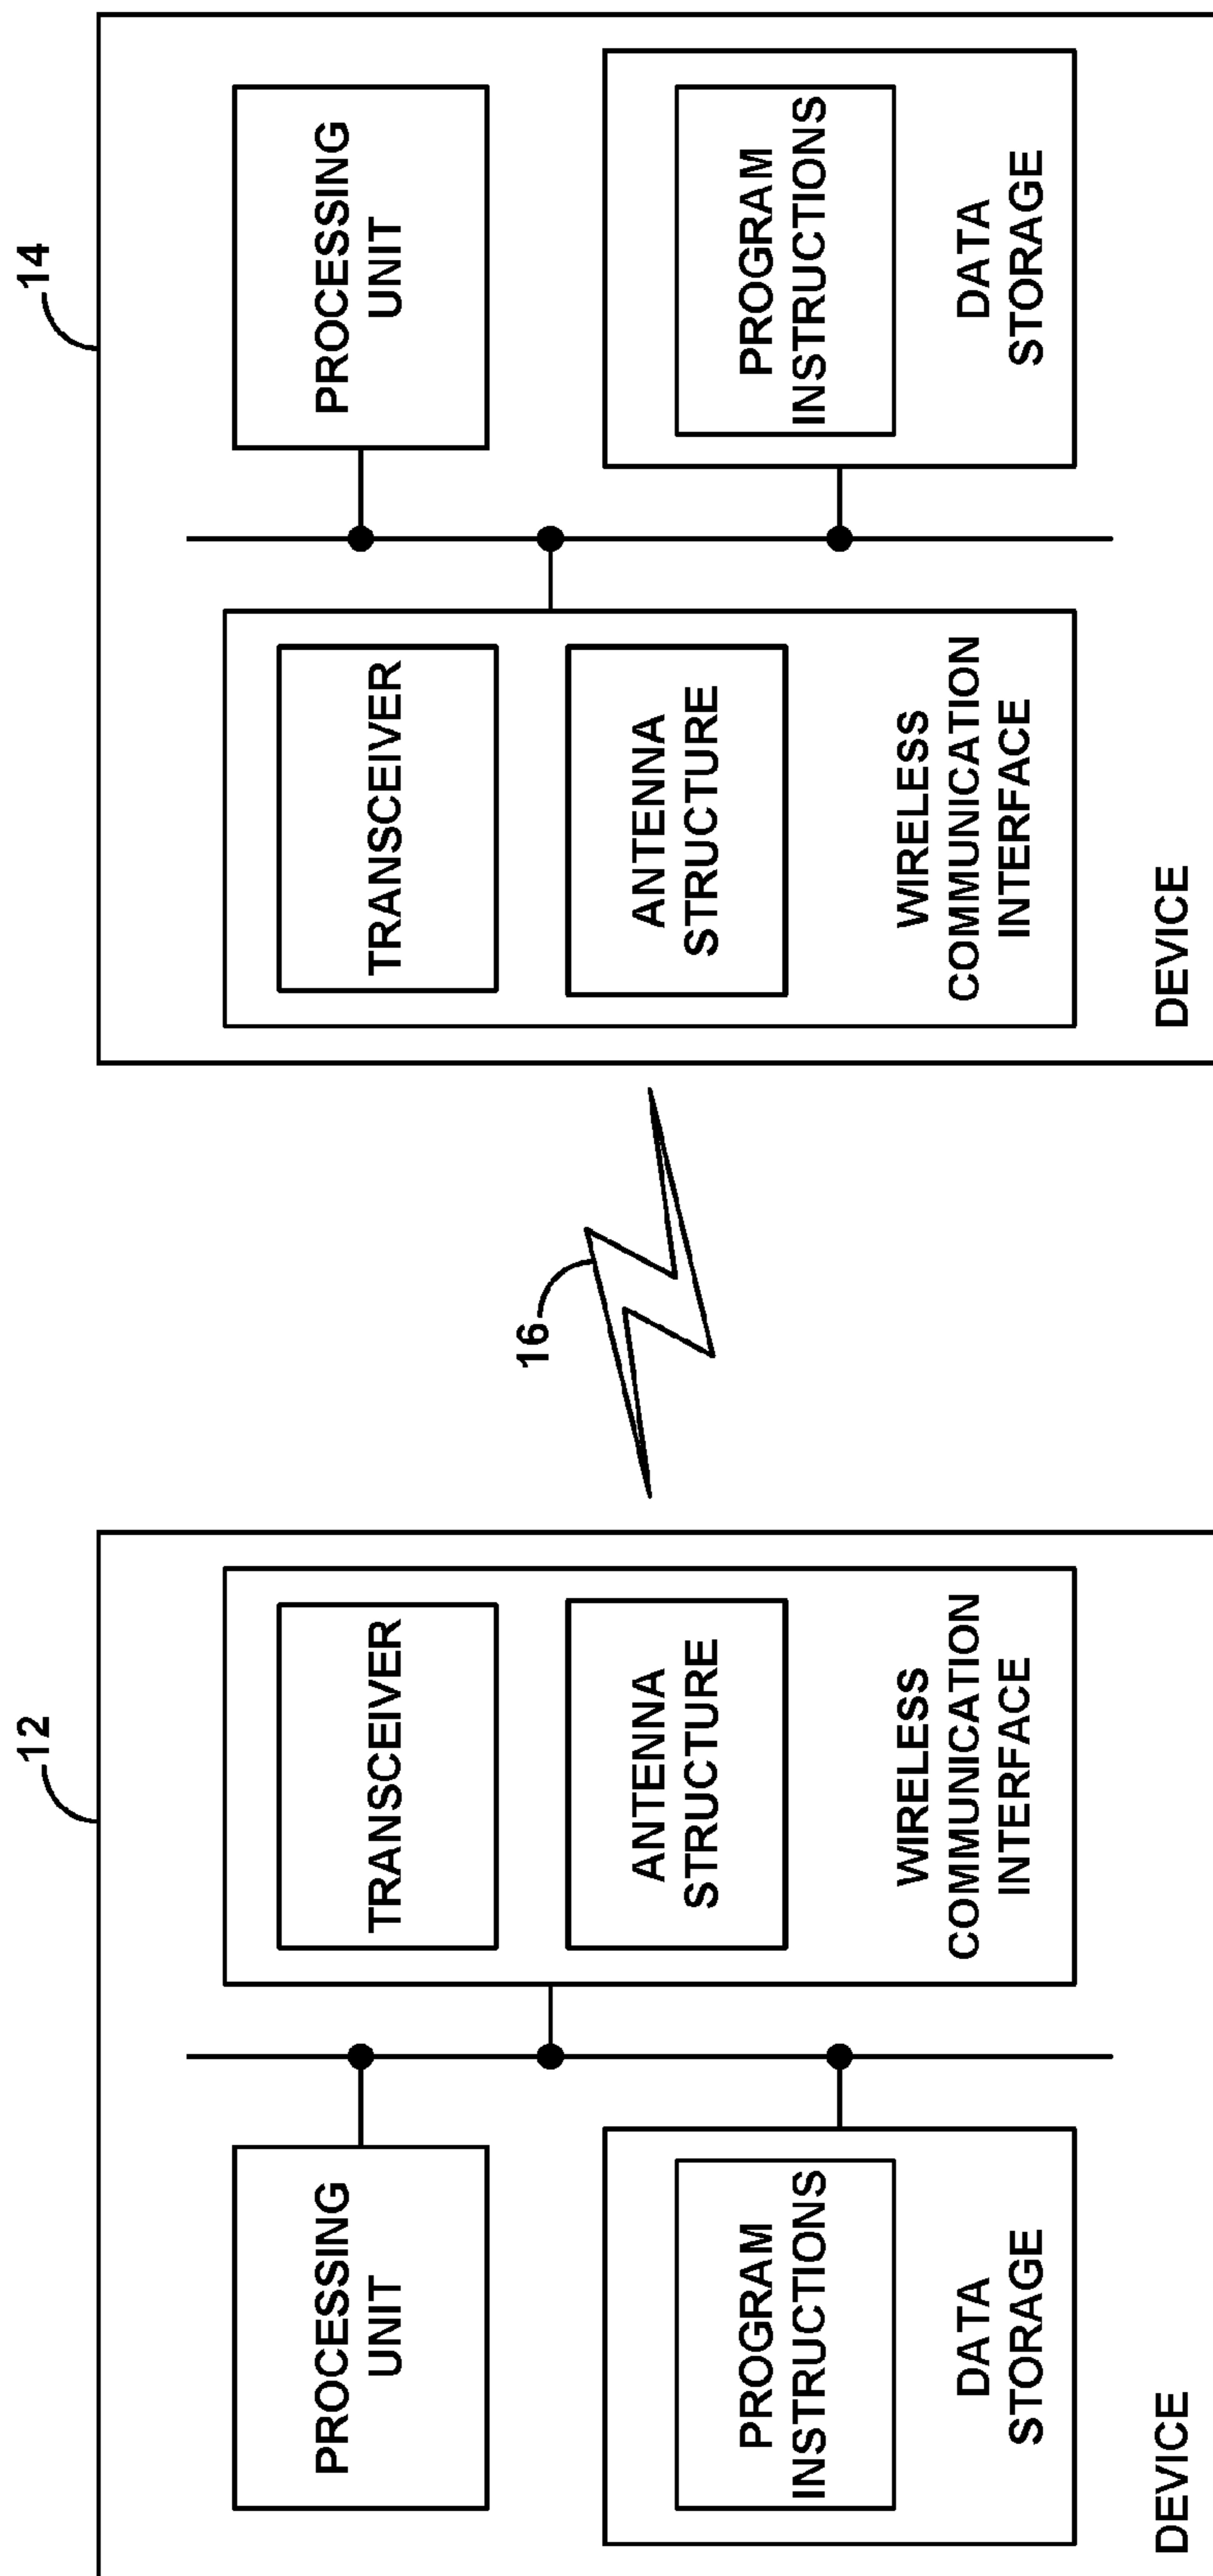 12
PROCESSING
UNIT
PROGRAM
INSTRUCTIONS
DATA
STORAGE
TRANSCEIVER
ANTENNA
STRUCTURE
WIRELESS
COMMUNICATION
INTERFACE
DEVICE
16
14
TRANSCEIVER
ANTENNA
STRUCTURE
WIRELESS
COMMUNICATION
INTERFACE
PROCESSING
UNIT
PROGRAM
INSTRUCTIONS
DATA
STORAGE
DEVICE